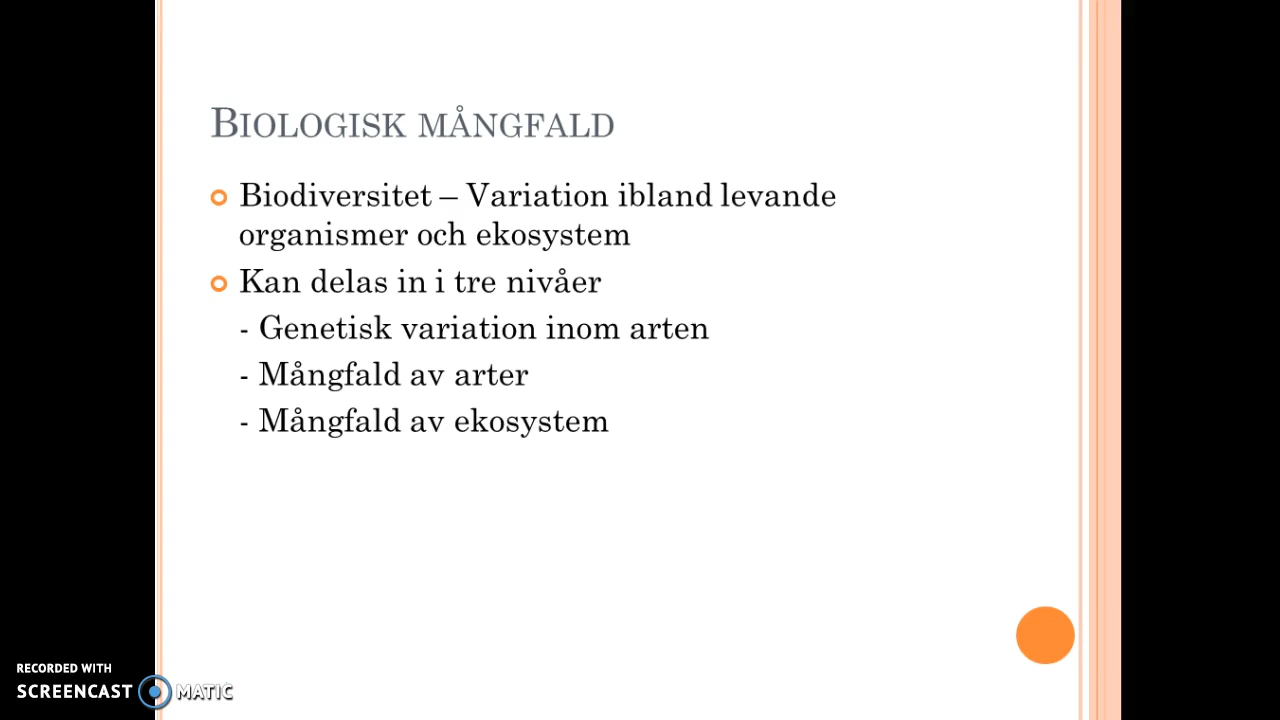 Biologisk mångfald
Biodiversitet – Variation ibland levande
organismer och ekosystem
Kan delas in i tre nivåer
- Genetisk variation inom arten
- Mångfald av arter
- Mångfald av ekosystem
RECORDED WITH
SCREENCAST MATIC